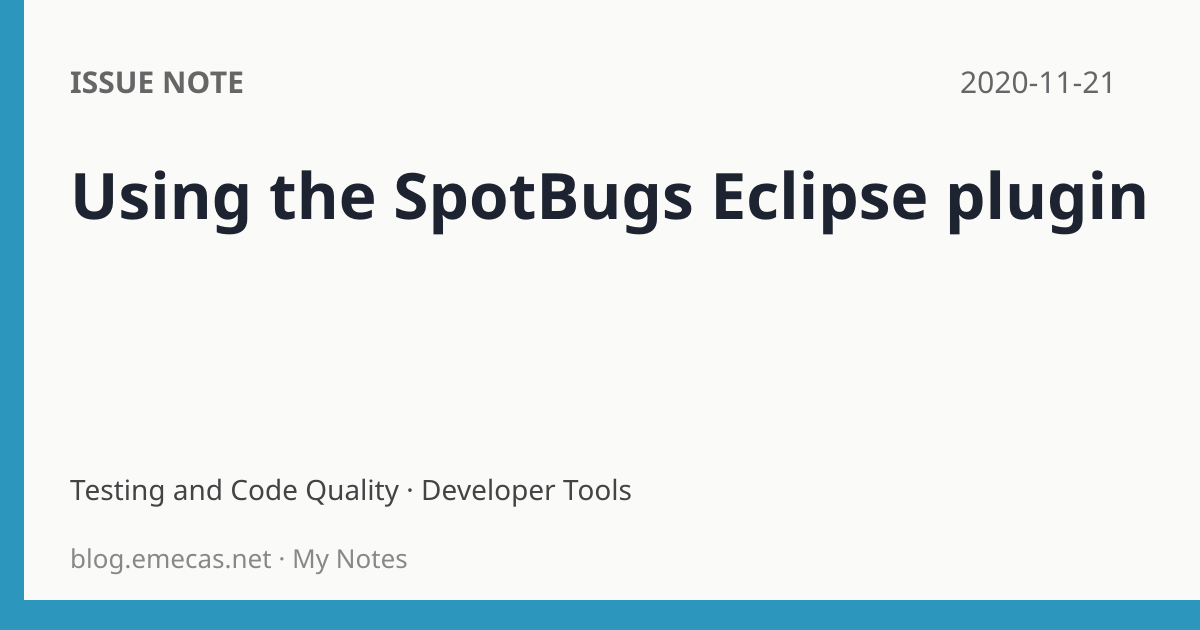 ISSUE NOTE
2020-11-21
Using the SpotBugs Eclipse plugin
Testing and Code Quality · Developer Tools
blog.emecas.net · My Notes